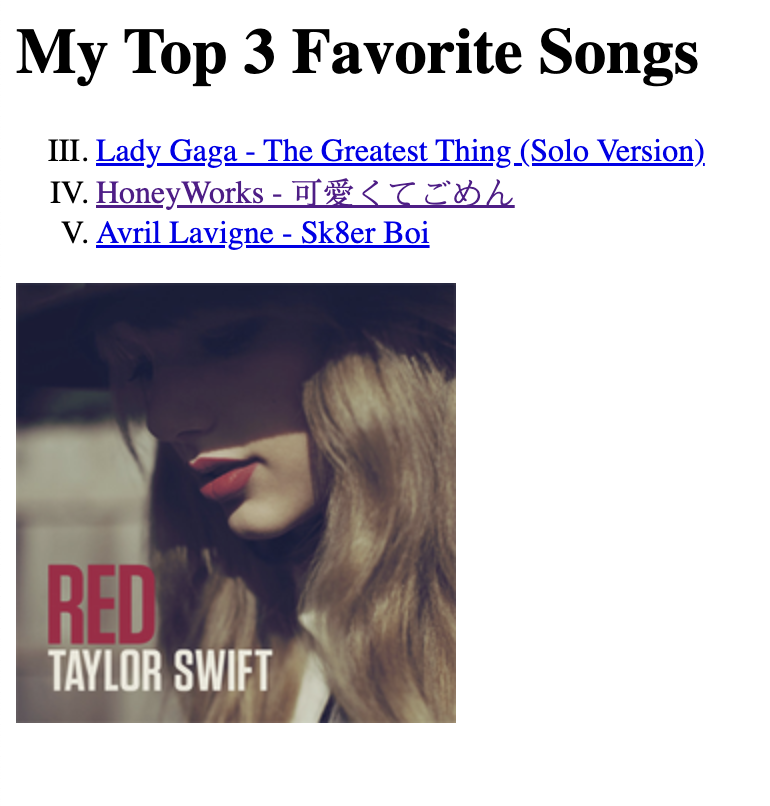 My Top 3 Favorite Songs
III. Lady Gaga - The Greatest Thing (Solo Version)
IV. HoneyWorks - 可愛くてごめん
V. Avril Lavigne - Sk8er Boi
RED
TAYLOR SWIFT